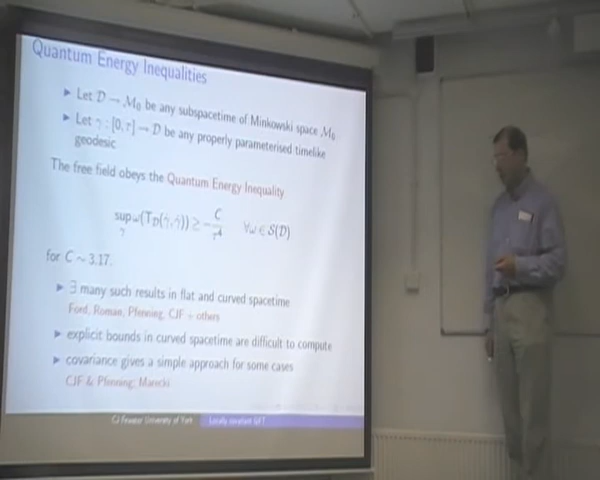 Quantum Energy Inequalities
▶ Let D → M₀ be any subspacetime of Minkowski space M₀
▶ Let γ : [0, τ] → D be any properly parameterised timelike
geodesic
The free field obeys the Quantum Energy Inequality
sup_γ ω(T_D(γ̇, γ̇)) ≥ −C/τ⁴ ∀ω ∈ S(D)
for C ∼ 3.17.
▶ ∃ many such results in flat and curved spacetime
Ford, Roman, Pfenning, CJF + others
▶ explicit bounds in curved spacetime are difficult to compute
▶ covariance gives a simple approach for some cases
CJF & Pfenning; Marecki
CJ Fewster University of York Locally covariant QFT